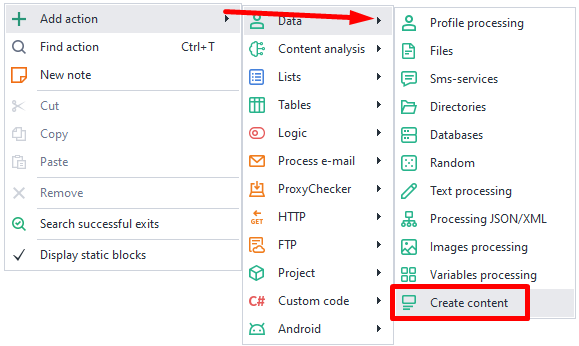 Add action
Find action Ctrl+T
New note
Cut
Copy
Paste
Remove
Search successful exits
Display static blocks
Data
Content analysis
Lists
Tables
Logic
Process e-mail
ProxyChecker
GET HTTP
FTP
Project
C# Custom code
Android
Profile processing
Files
Sms-services
Directories
Databases
Random
Text processing
Processing JSON/XML
Images processing
Variables processing
Create content